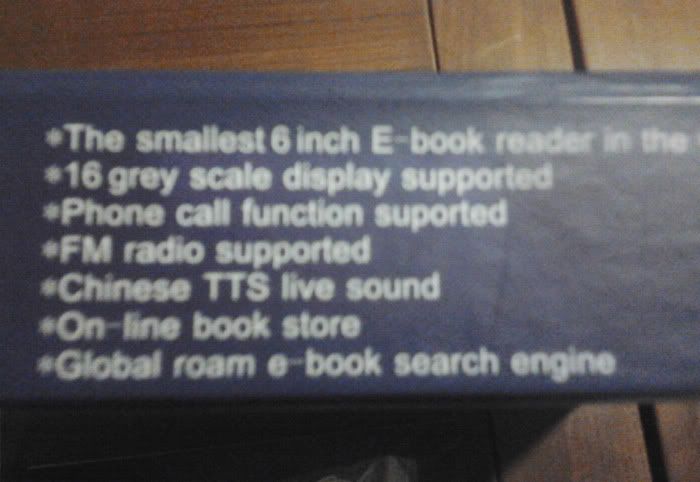 *The smallest 6 inch E-book reader in the
*16 grey scale display supported
*Phone call function suported
*FM radio supported
*Chinese TTS live sound
*On-line book store
*Global roam e-book search engine